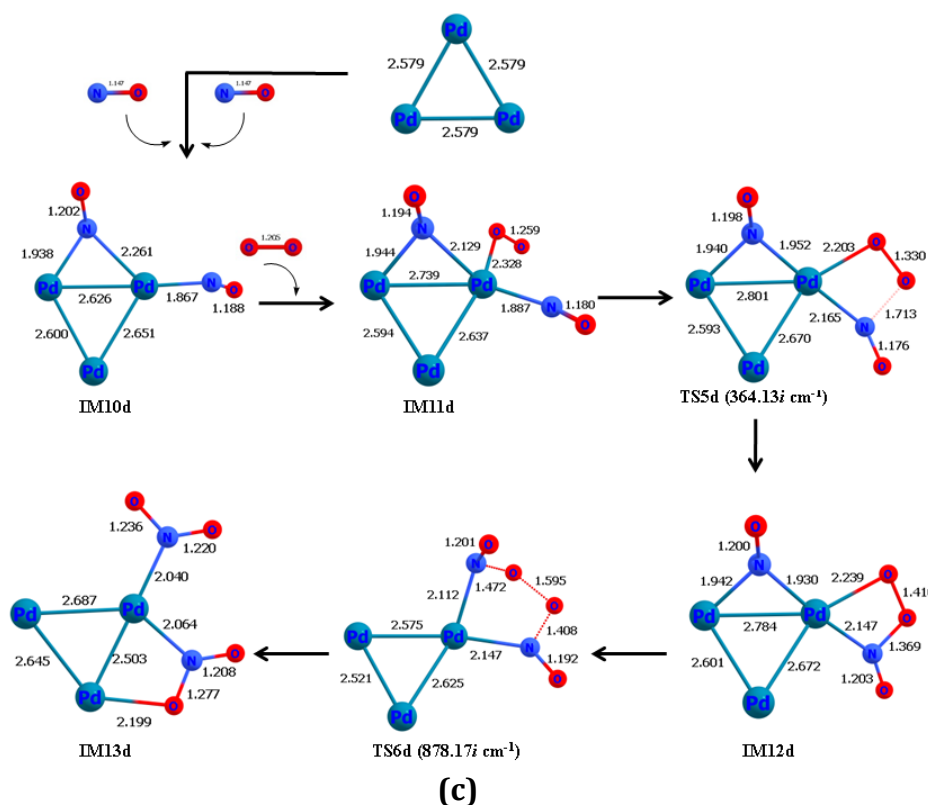 Pd
2.579 2.579
Pd Pd
2.579
N 1.147 O N 1.147 O
O
1.202
N
1.938 2.261
Pd Pd N
2.626 1.867 O
1.188
2.600 2.651
Pd
IM10d
O 1.205 O
O
1.194
N
O 1.259
O
1.944 2.129
2.328
Pd 2.739 Pd
1.887 N 1.180
O
2.594 2.637
Pd
IM11d
O
1.198
N
1.940 1.952
2.203 O
1.330
O
Pd 2.801 Pd
2.165 1.713
N
1.176
O
2.593 2.670
Pd
TS5d (364.13i cm-1)
O
1.236 O
N
1.220
2.040
Pd 2.687 Pd
2.064
N O
1.208
2.645 2.503
1.277
Pd O
2.199
IM13d
1.201 O
N O
1.472 1.595
O
2.112
1.408
Pd 2.575 Pd
2.147 N
1.192
O
2.521 2.625
Pd
TS6d (878.17i cm-1)
O
1.200
N
1.942 1.930
2.239 O
O
Pd 2.784 Pd
2.147
1.369
N
1.203
O
2.601 2.672
Pd
IM12d
(c)